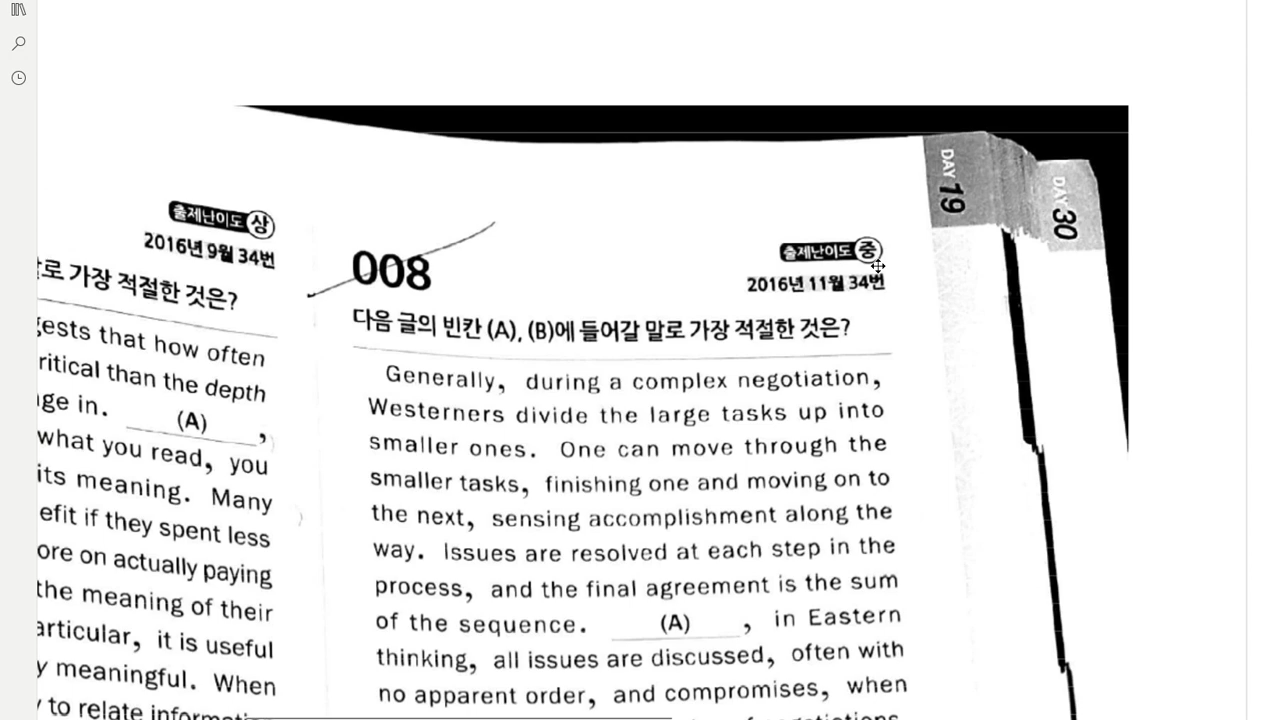 출제난이도 상
2016년 9월 34번
말로 가장 적절한 것은?
that how often
than the depth
in. (A) ,
what you read, you
its meaning. Many
if they spent less
on actually paying
the meaning of their
it is useful
meaningful. When
to relate
008
출제난이도 중
2016년 11월 34번
다음 글의 빈칸 (A), (B)에 들어갈 말로 가장 적절한 것은?
Generally, during a complex negotiation,
Westerners divide the large tasks up into
smaller ones. One can move through the
smaller tasks, finishing one and moving on to
the next, sensing accomplishment along the
way. Issues are resolved at each step in the
process, and the final agreement is the sum
of the sequence. (A) , in Eastern
thinking, all issues are discussed, often with
no apparent order, and compromises, when
DAY 19
DAY 30